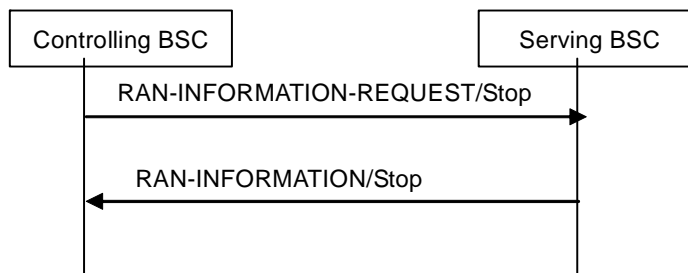 Controlling BSC
Serving BSC
RAN-INFORMATION-REQUEST/Stop
RAN-INFORMATION/Stop